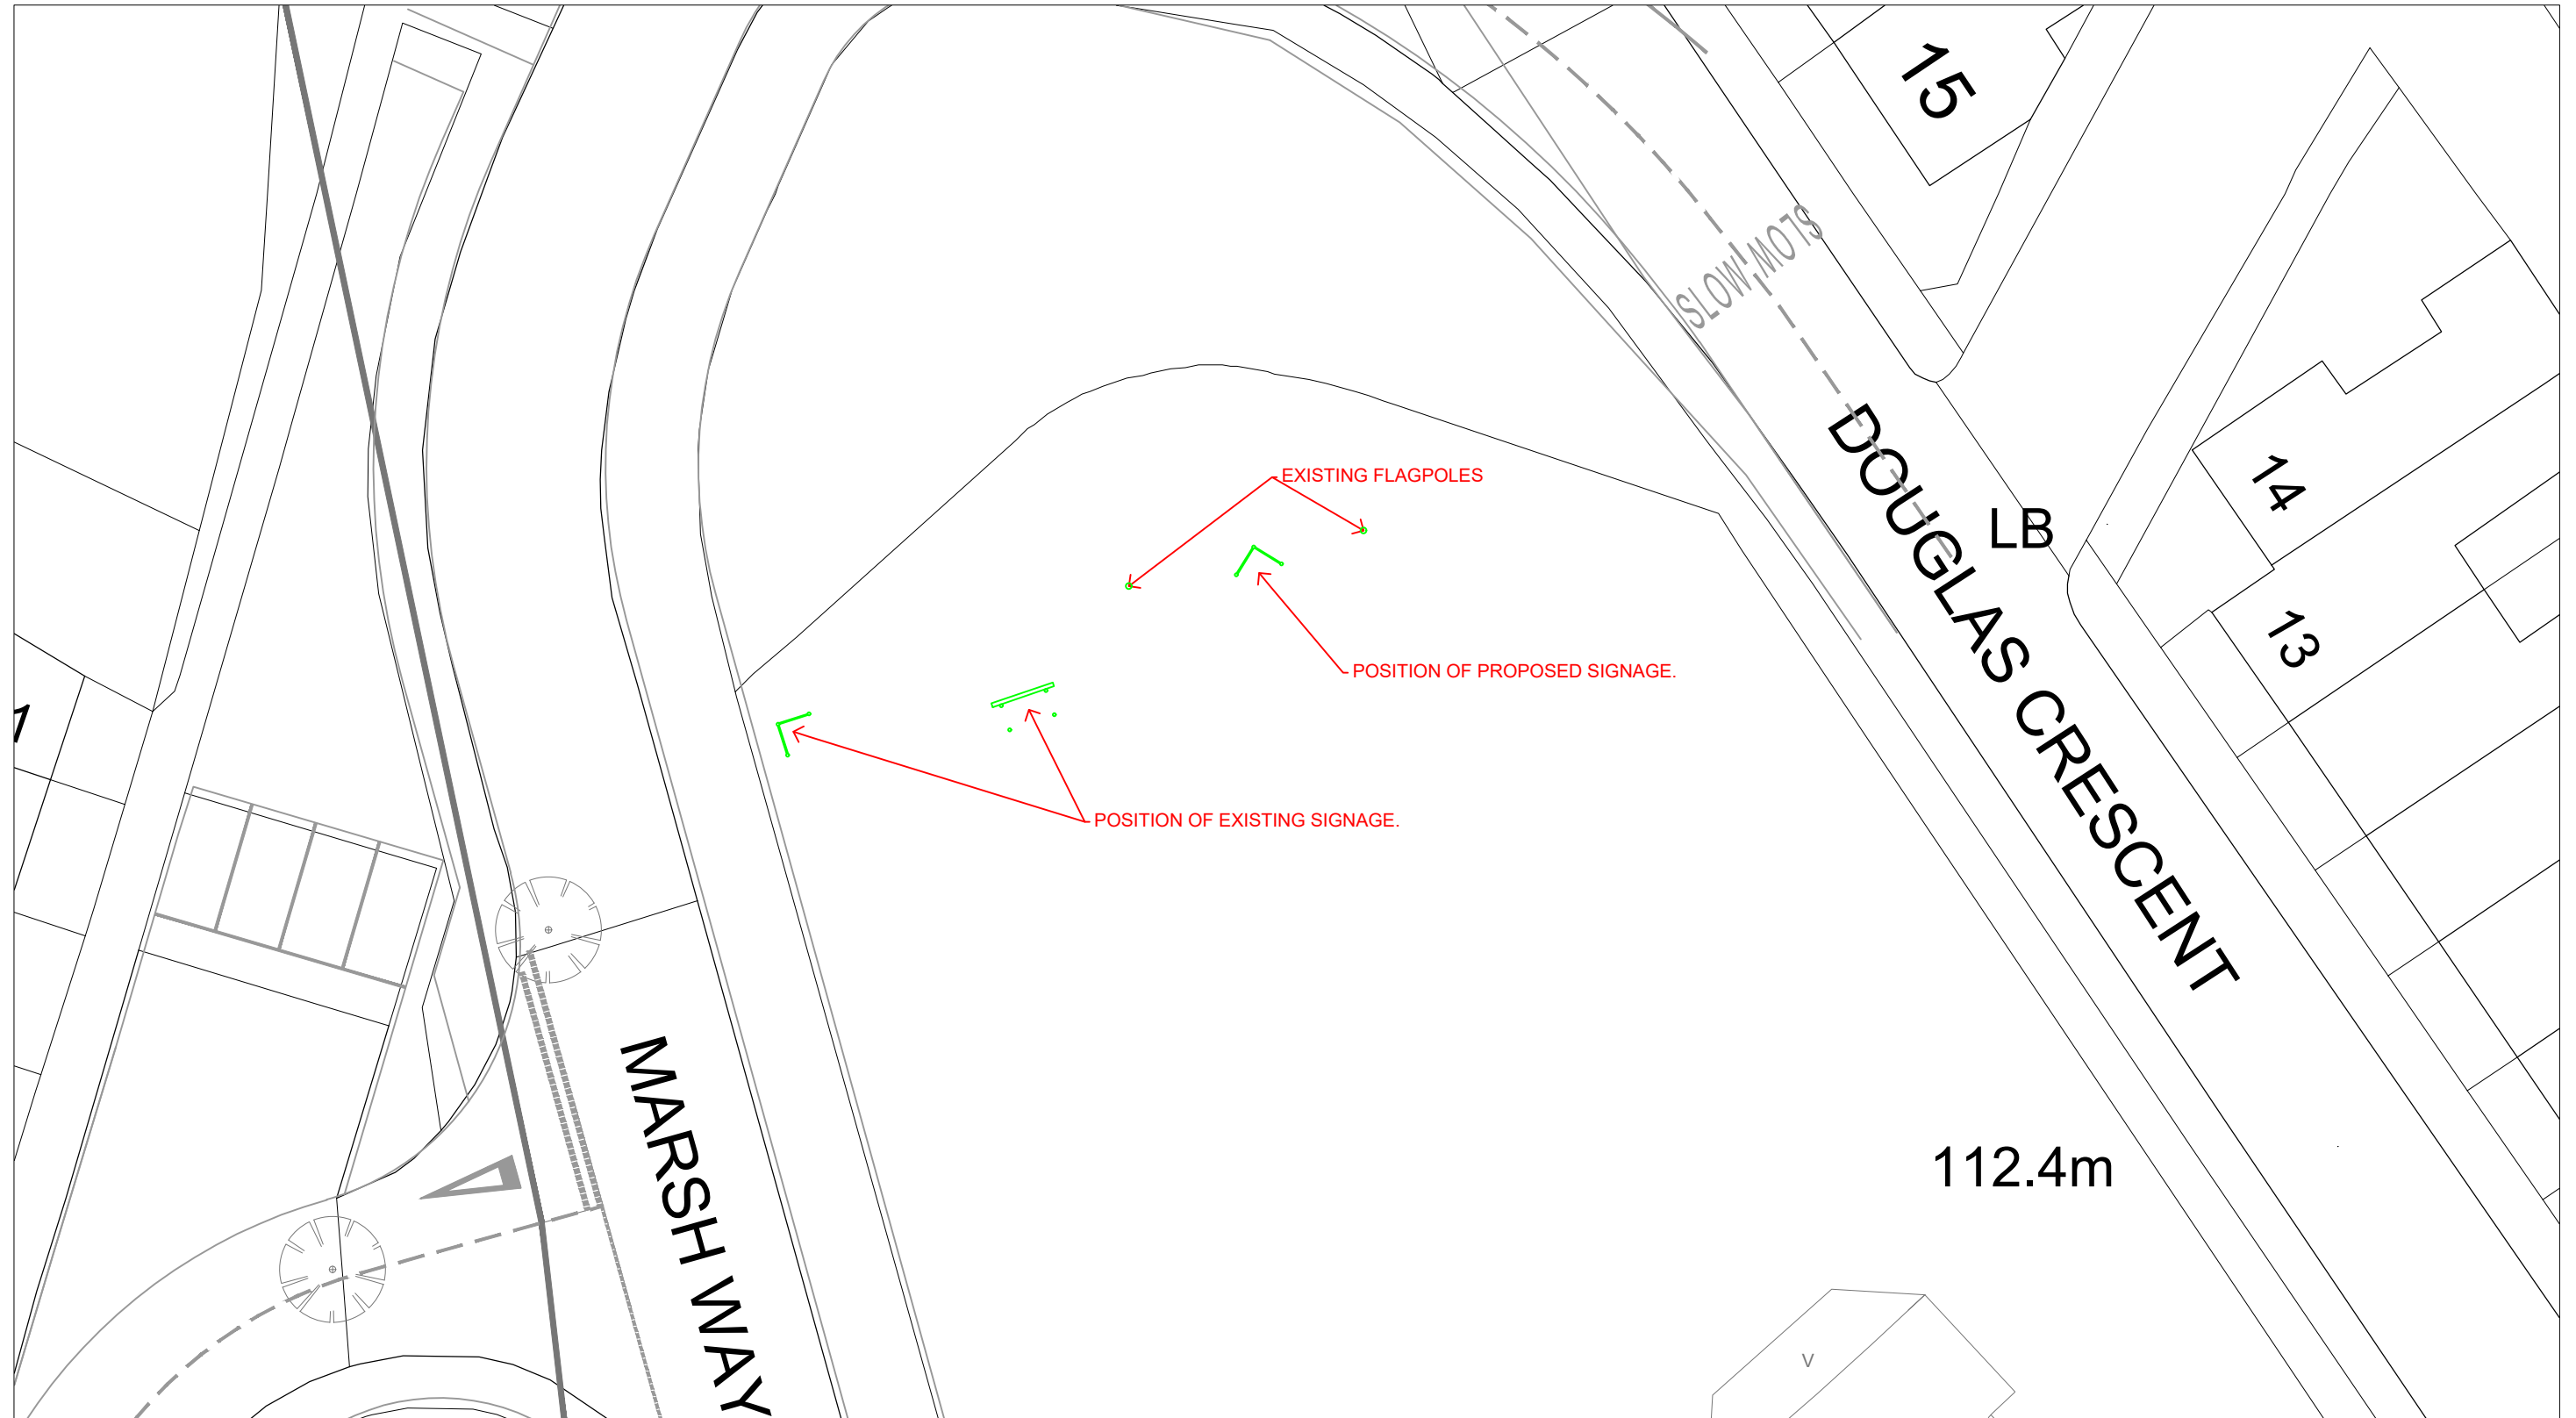 15
SLOW
SLOW
EXISTING FLAGPOLES
DOUGLAS CRESCENT
LB
14
13
POSITION OF PROPOSED SIGNAGE.
POSITION OF EXISTING SIGNAGE.
MARSH WAY
112.4m
V